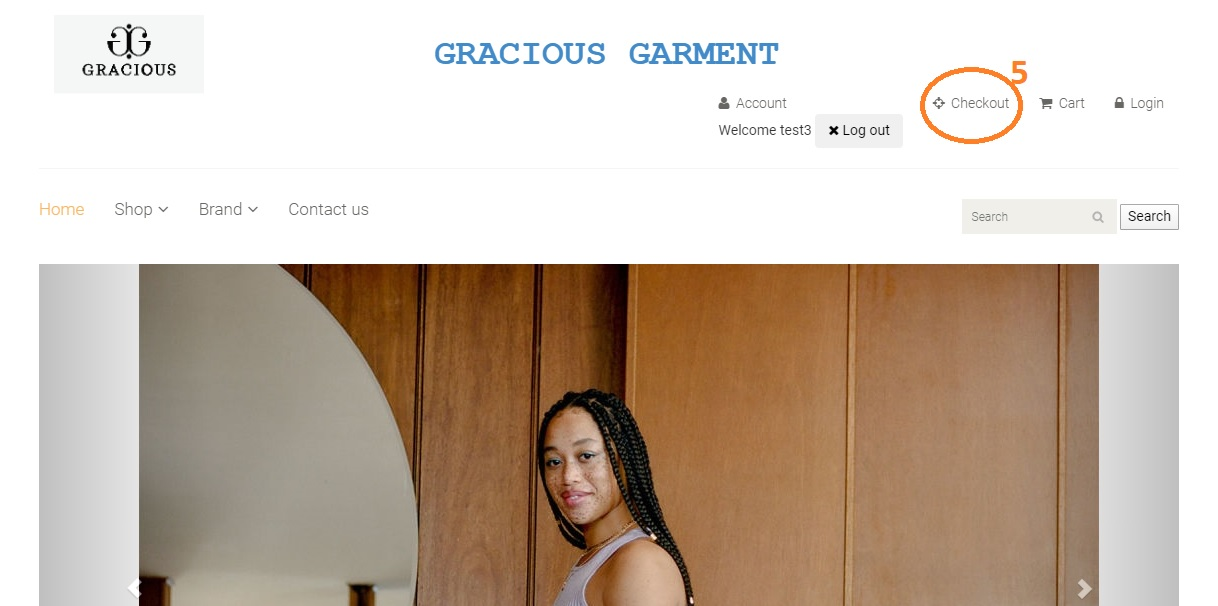 GRACIOUS
GRACIOUS GARMENT
5
Account
Checkout
Cart
Login
Welcome test3
Log out
Home
Shop
Brand
Contact us
Search
Search